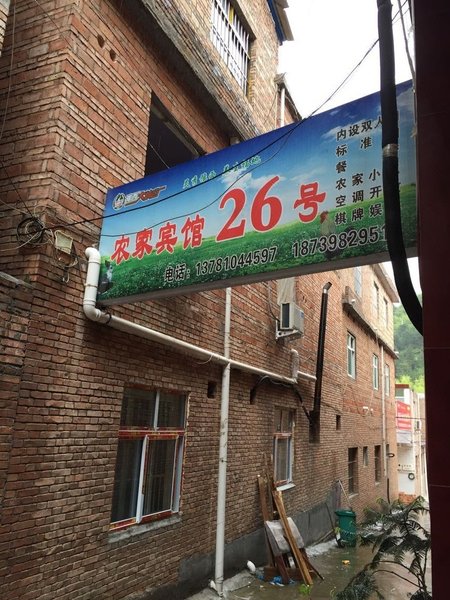 农家宾馆 26号
电话: 13781044597 1873982951
内设双人
标 准
餐
农 家 小
空 调 开
棋 牌 娱